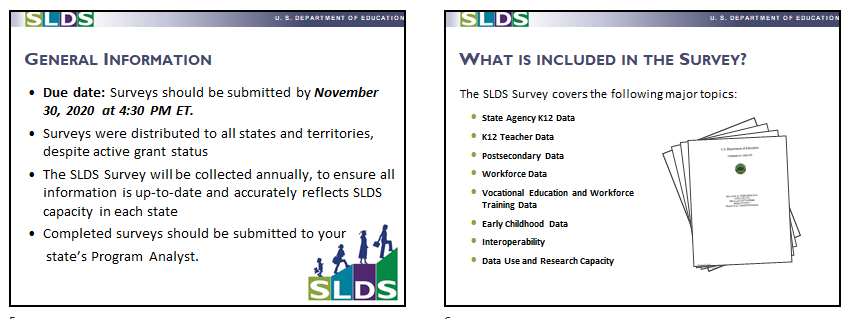 SLDS
U. S. DEPARTMENT OF EDUCATION
GENERAL INFORMATION
• Due date: Surveys should be submitted by November
30, 2020 at 4:30 PM ET.
• Surveys were distributed to all states and territories,
despite active grant status
• The SLDS Survey will be collected annually, to ensure all
information is up-to-date and accurately reflects SLDS
capacity in each state
• Completed surveys should be submitted to your
state's Program Analyst.
SLDS
SLDS
U. S. DEPARTMENT OF EDUCATION
WHAT IS INCLUDED IN THE SURVEY?
The SLDS Survey covers the following major topics:
• State Agency K12 Data
• K12 Teacher Data
• Postsecondary Data
• Workforce Data
• Vocational Education and Workforce
Training Data
• Early Childhood Data
• Interoperability
• Data Use and Research Capacity
U.S. Department of Education